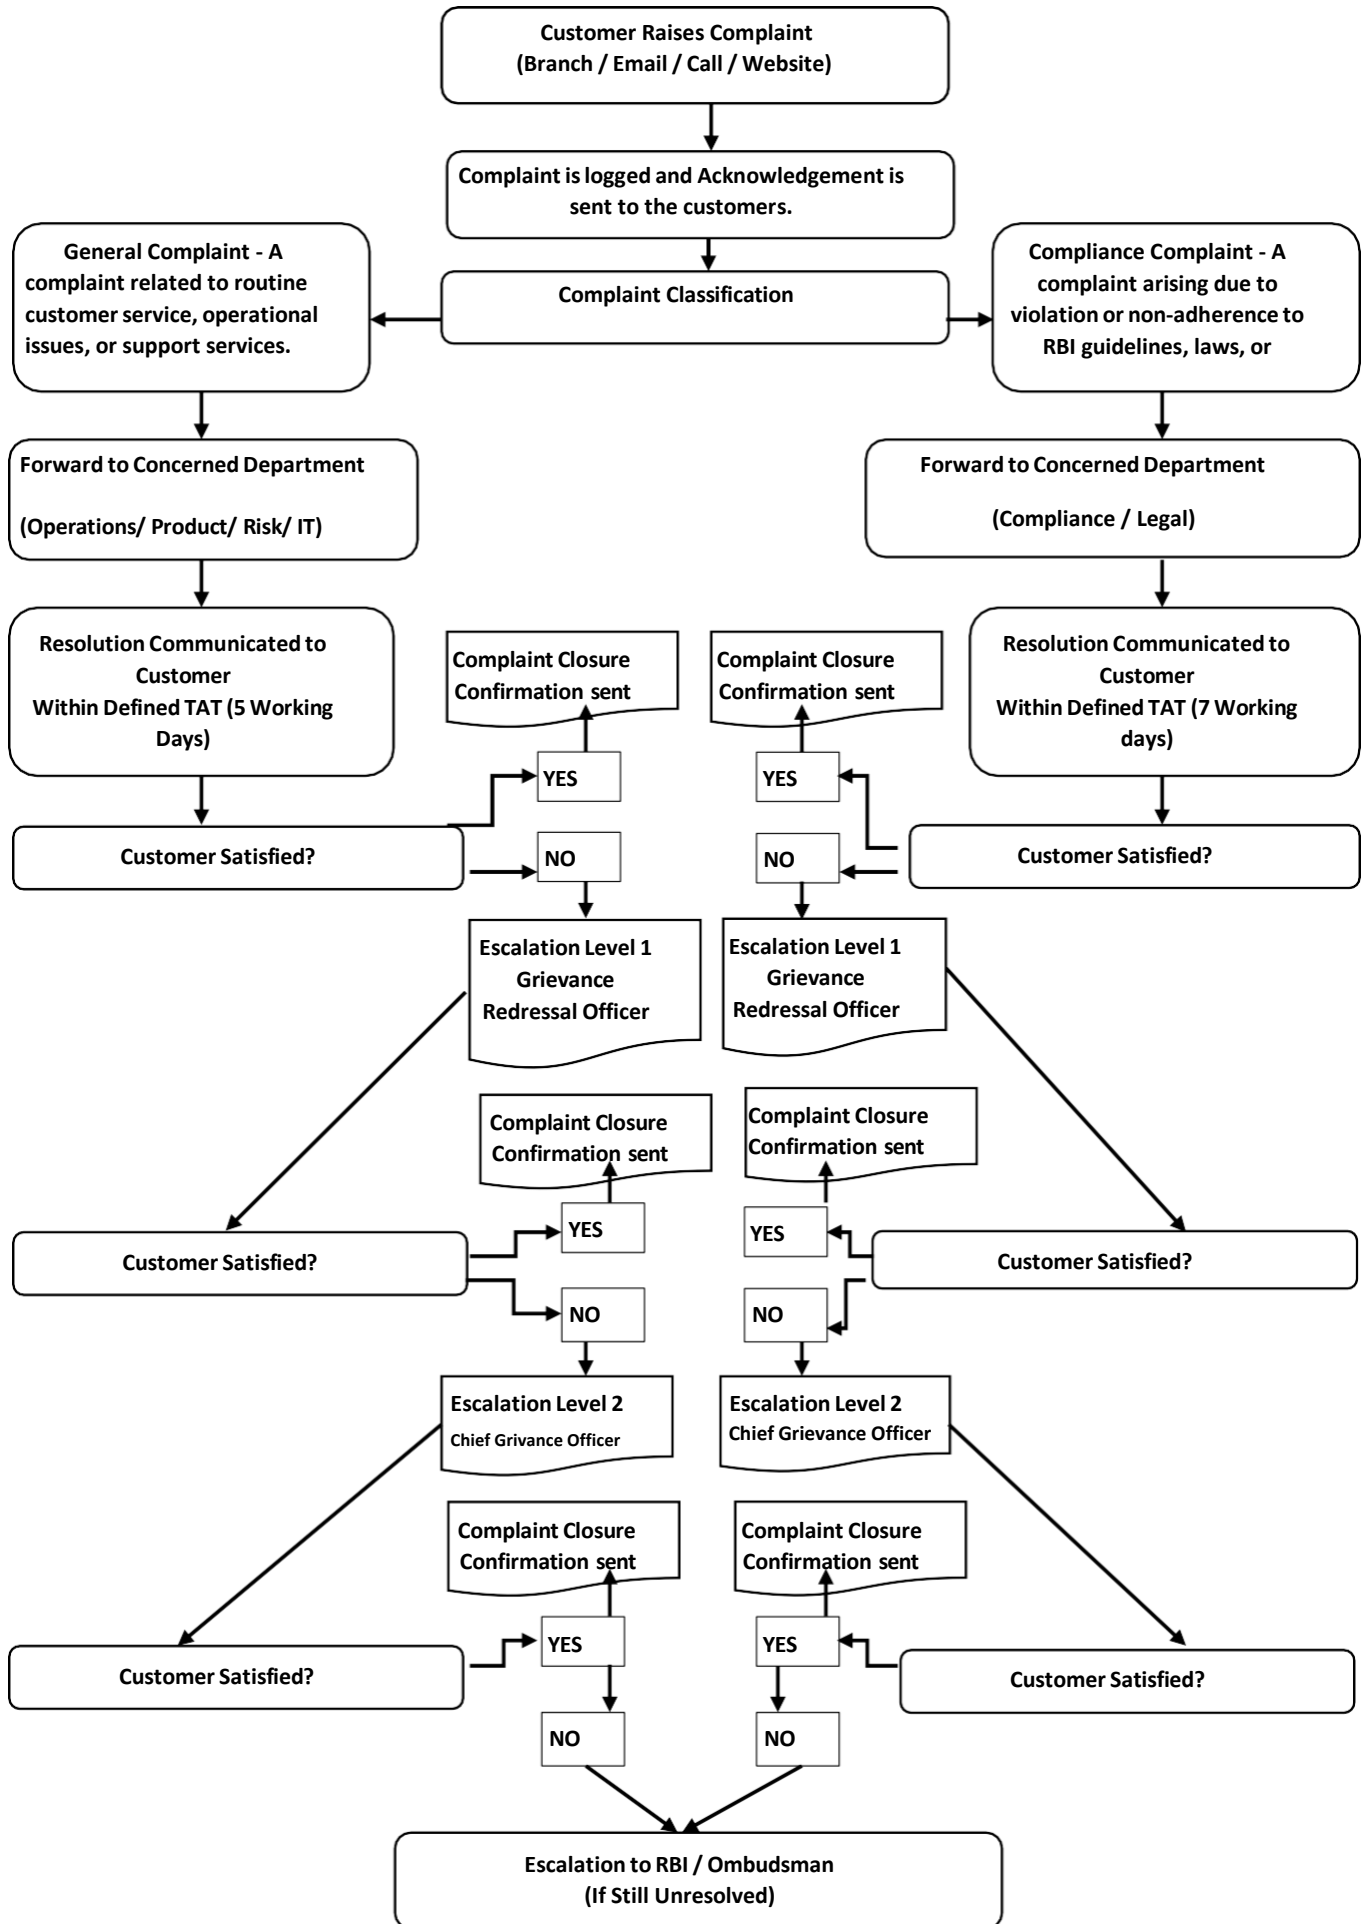 Customer Raises Complaint
(Branch / Email / Call / Website)
Complaint is logged and Acknowledgement is
sent to the customers.
General Complaint - A
complaint related to routine
customer service, operational
issues, or support services.
Complaint Classification
Compliance Complaint - A
complaint arising due to
violation or non-adherence to
RBI guidelines, laws, or
Forward to Concerned Department
(Operations/ Product/ Risk/ IT)
Forward to Concerned Department
(Compliance / Legal)
Resolution Communicated to
Customer
Within Defined TAT (5 Working
Days)
Complaint Closure
Confirmation sent
Complaint Closure
Confirmation sent
Resolution Communicated to
Customer
Within Defined TAT (7 Working
days)
YES
YES
Customer Satisfied?
NO
NO
Customer Satisfied?
Escalation Level 1
Grievance
Redressal Officer
Escalation Level 1
Grievance
Redressal Officer
Complaint Closure
Confirmation sent
Complaint Closure
Confirmation sent
YES
YES
Customer Satisfied?
Customer Satisfied?
NO
NO
Escalation Level 2
Chief Grivance Officer
Escalation Level 2
Chief Grievance Officer
Complaint Closure
Confirmation sent
Complaint Closure
Confirmation sent
YES
YES
Customer Satisfied?
Customer Satisfied?
NO
NO
Escalation to RBI / Ombudsman
(If Still Unresolved)